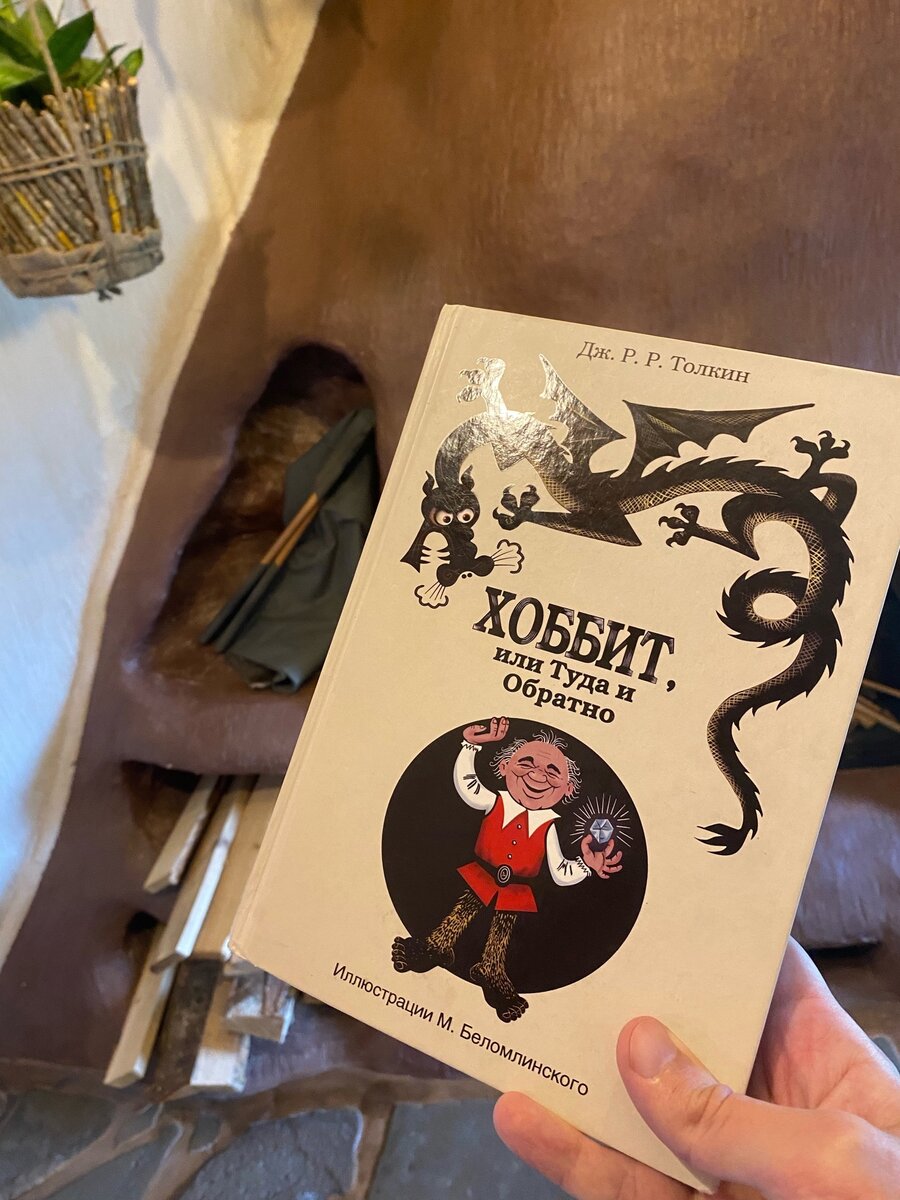 Дж. Р. Р. Толкин
ХОББИТ,
или Туда и
Обратно
Иллюстрации М. Беломлинского